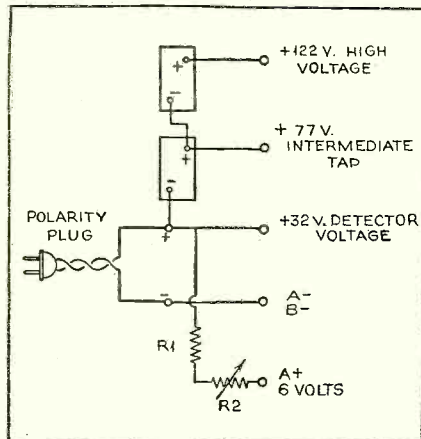 +122 V. HIGH
VOLTAGE
+
-
+ 77 V.
INTERMEDIATE
TAP
+
-
POLARITY
PLUG
+32 V. DETECTOR
VOLTAGE
+
-
A-
B-
R1
A+
6 VOLTS
R2